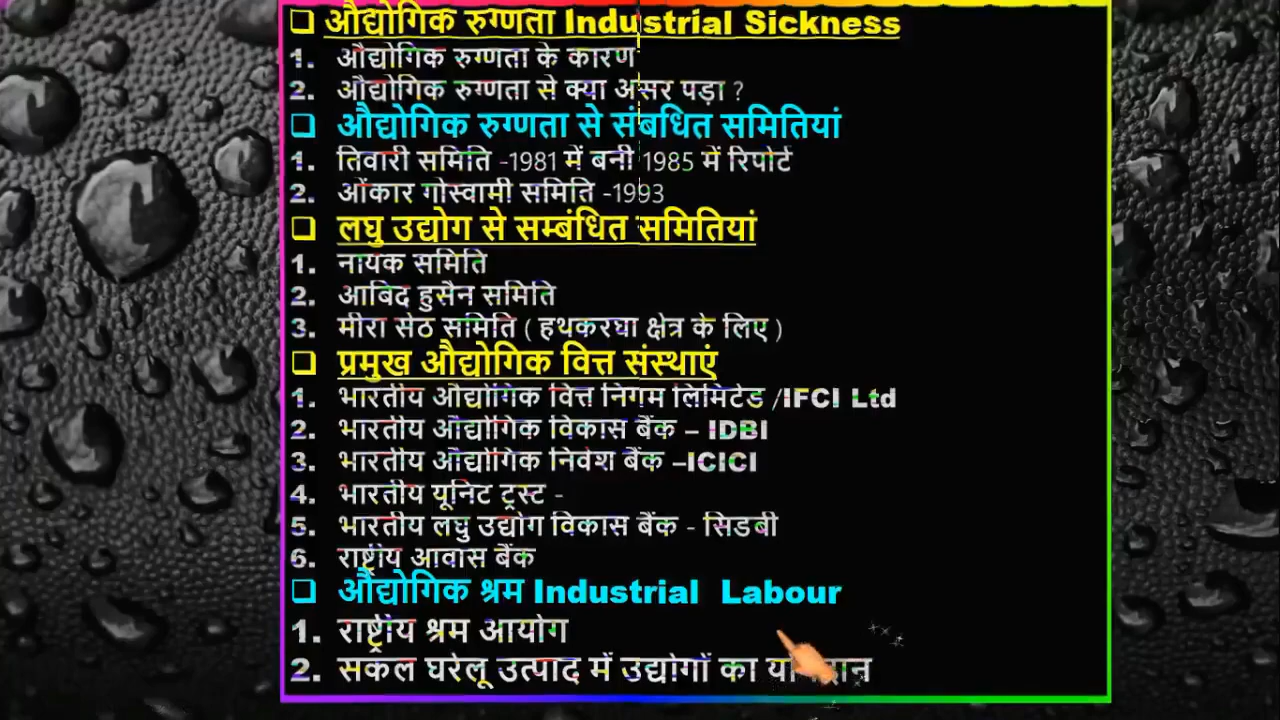 ❑ औद्योगिक रुग्णता Industrial Sickness
1. औद्योगिक रुग्णता के कारण
2. औद्योगिक रुग्णता से क्या असर पड़ा ?
❑ औद्योगिक रुग्णता से संबधित समितियां
1. तिवारी समिति -1981 में बनी 1985 में रिपोर्ट
2. ओंकार गोस्वामी समिति -1993
❑ लघु उद्योग से सम्बंधित समितियां
1. नायक समिति
2. आबिद हुसैन समिति
3. मीरा सेठ समिति ( हथकरघा क्षेत्र के लिए )
❑ प्रमुख औद्योगिक वित्त संस्थाएं
1. भारतीय औद्योगिक वित्त निगम लिमिटेड /IFCI Ltd
2. भारतीय औद्योगिक विकास बैंक – IDBI
3. भारतीय औद्योगिक निवेश बैंक –ICICI
4. भारतीय यूनिट ट्रस्ट -
5. भारतीय लघु उद्योग विकास बैंक - सिडबी
6. राष्ट्रीय आवास बैंक
❑ औद्योगिक श्रम Industrial Labour
1. राष्ट्रीय श्रम आयोग
2. सकल घरेलू उत्पाद में उद्योगों का